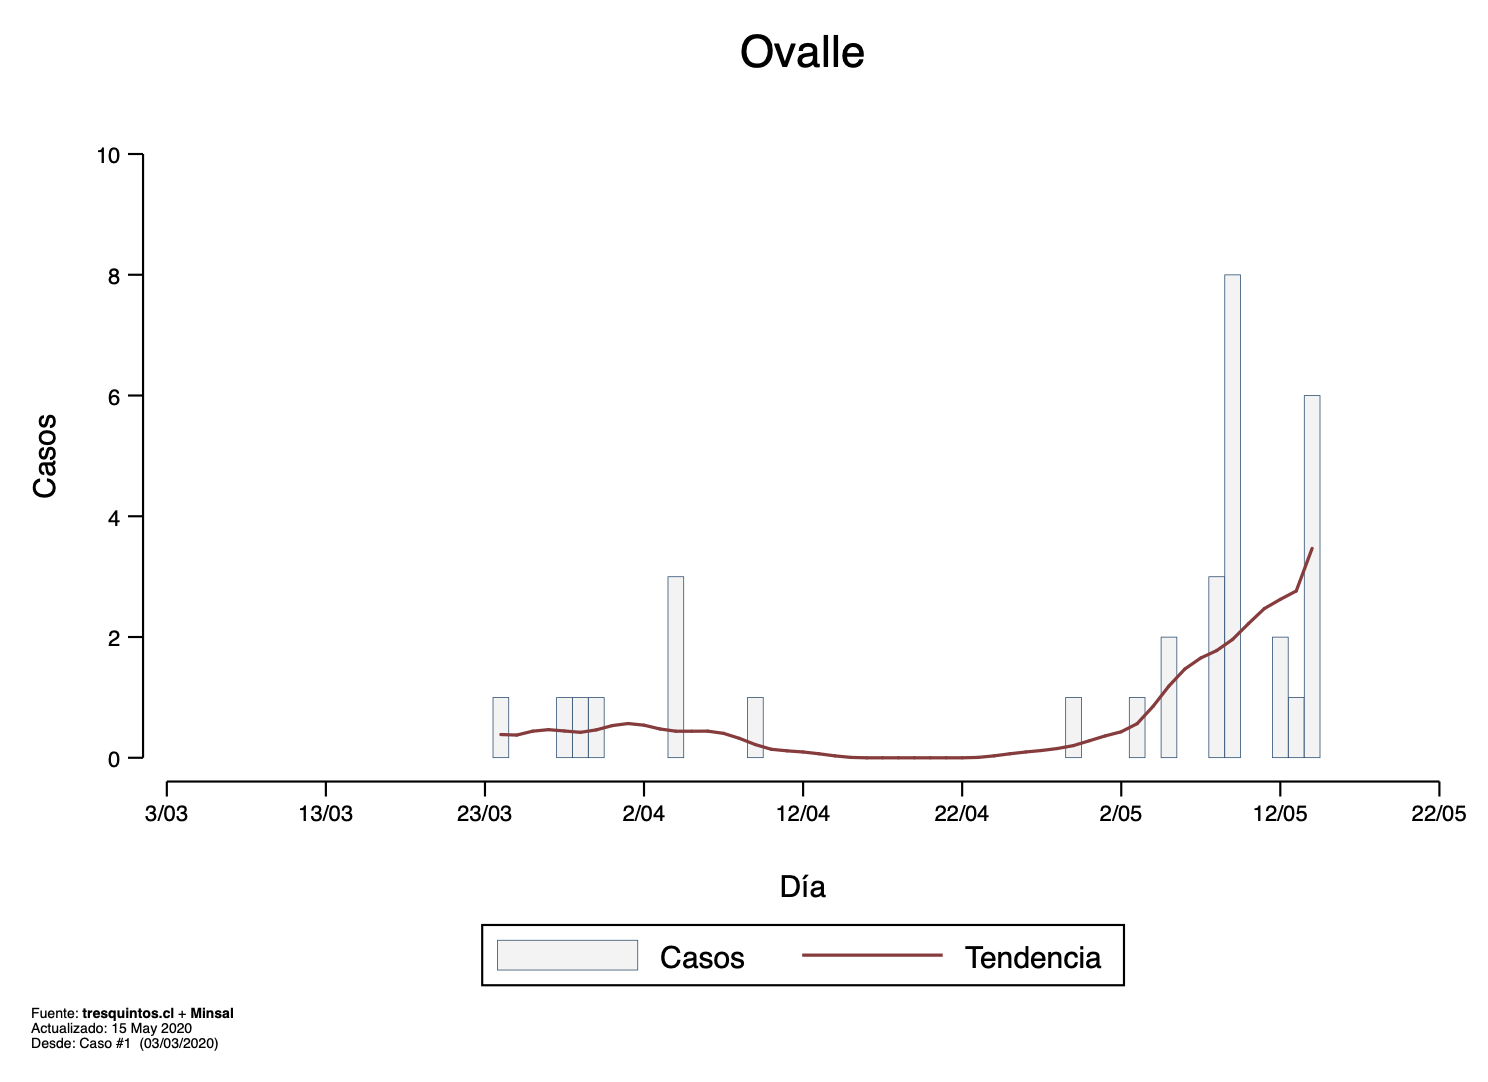 Ovalle
10
8
6
4
2
0
Casos
3/03 13/03 23/03 2/04 12/04 22/04 2/05 12/05 22/05
Día
Casos Tendencia
Fuente: tresquintos.cl + Minsal
Actualizado: 15 May 2020
Desde: Caso #1 (03/03/2020)